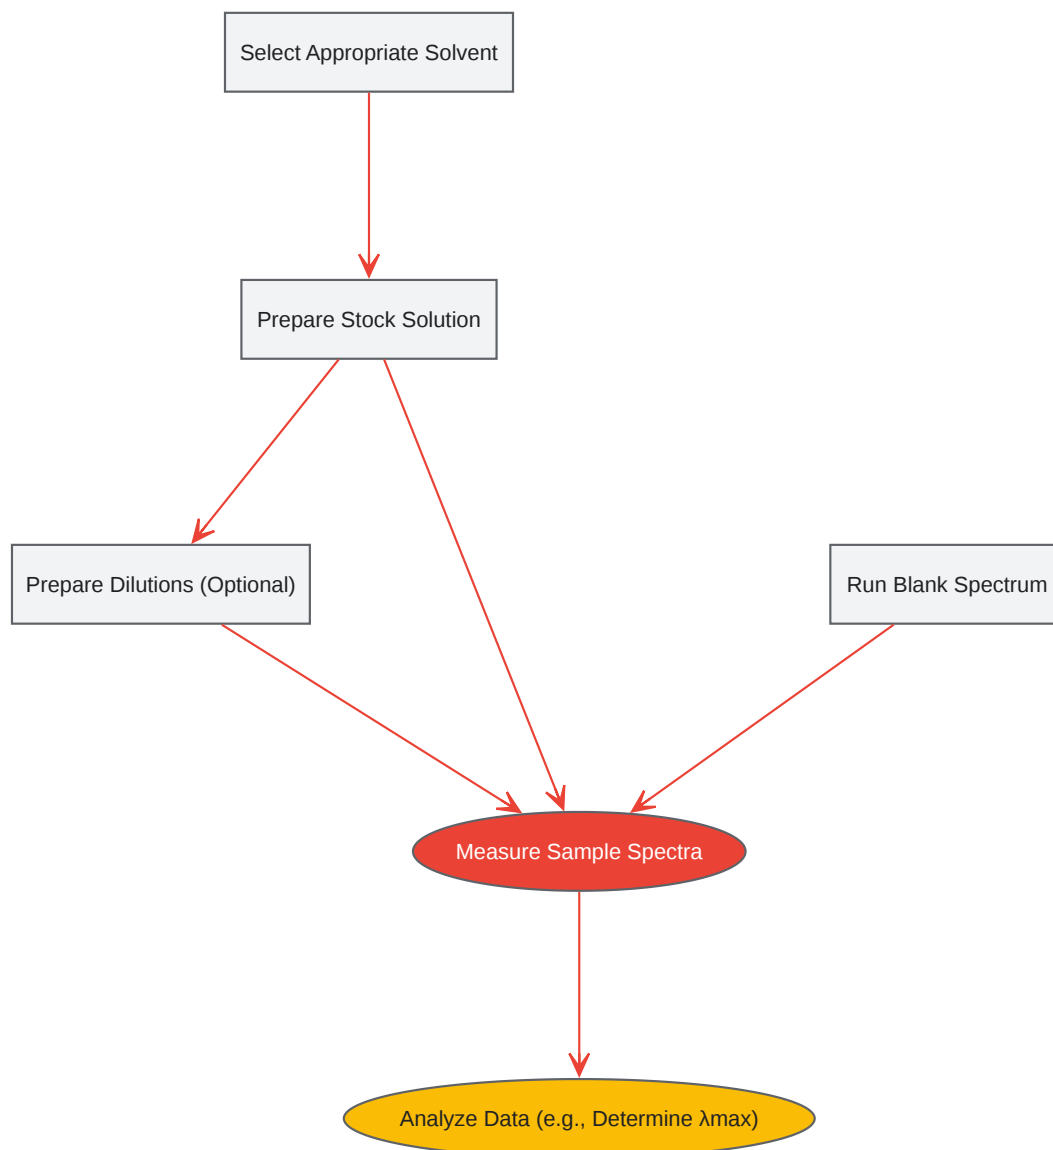 Select Appropriate Solvent
Prepare Stock Solution
Prepare Dilutions (Optional)
Run Blank Spectrum
Measure Sample Spectra
Analyze Data (e.g., Determine λmax)